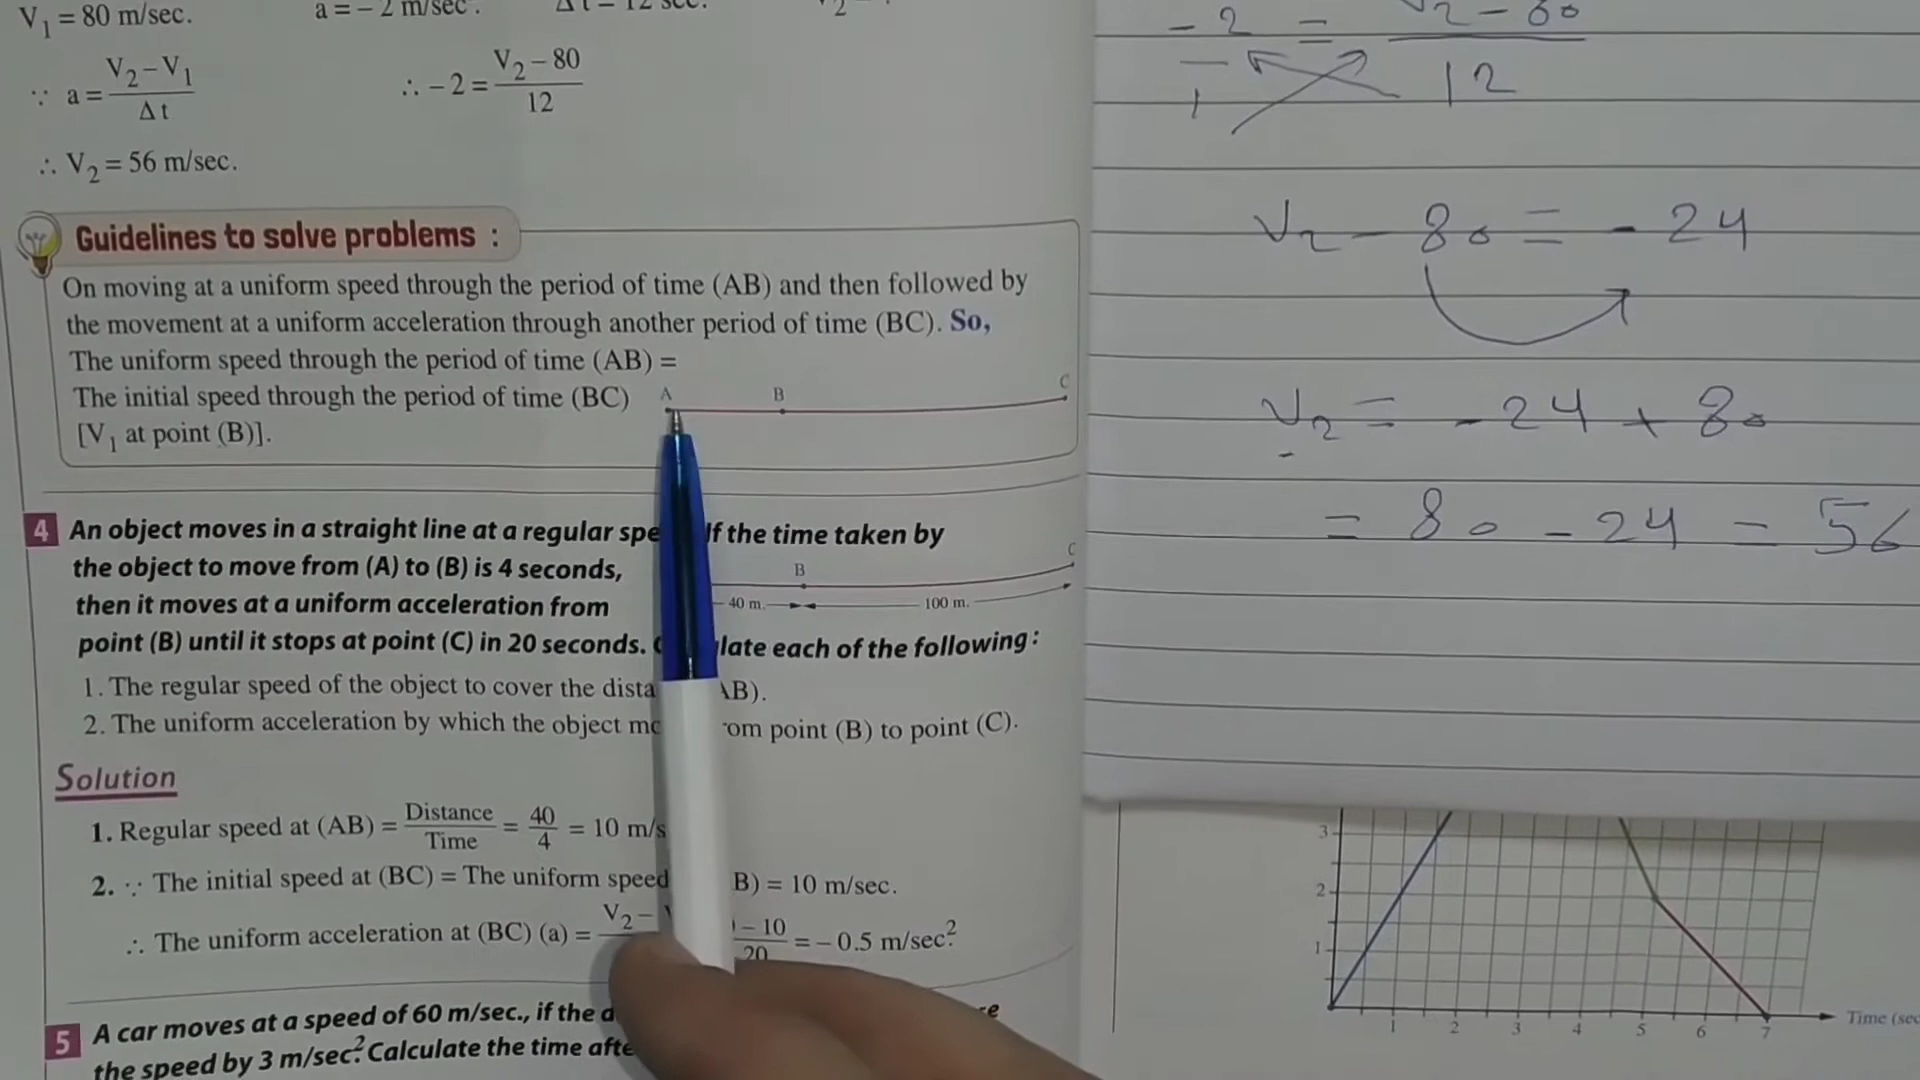 V1 = 80 m/sec.
∵ a = V2 – V1 / Δt ∴ – 2 = V2 – 80 / 12
∴ V2 = 56 m/sec.
Guidelines to solve problems :
On moving at a uniform speed through the period of time (AB) and then followed by
the movement at a uniform acceleration through another period of time (BC). So,
The uniform speed through the period of time (AB) =
The initial speed through the period of time (BC)
[V1 at point (B)].
A B C
4 An object moves in a straight line at a regular If the time taken by
the object to move from (A) to (B) is 4 seconds,
then it moves at a uniform acceleration from
point (B) until it stops at point (C) in 20 seconds. each of the following :
B C
40 m. 100 m.
1. The regular speed of the object to cover the
2. The uniform acceleration by which the object point (B) to point (C).
Solution
1. Regular speed at (AB) = Distance / Time = 40 / 4 = 10
2. ∵ The initial speed at (BC) = The uniform speed B) = 10 m/sec.
∴ The uniform acceleration at (BC) (a) = V2 – – 10 / 20 = – 0.5 m/sec².
5 A car moves at a speed of 60 m/sec., if the
the speed by 3 m/sec². Calculate the time
12
V2 – 80 = – 24
V2 = – 24 + 80
= 80 – 24 = 56
3
2
1
1 2 3 4 5 6 7
Time